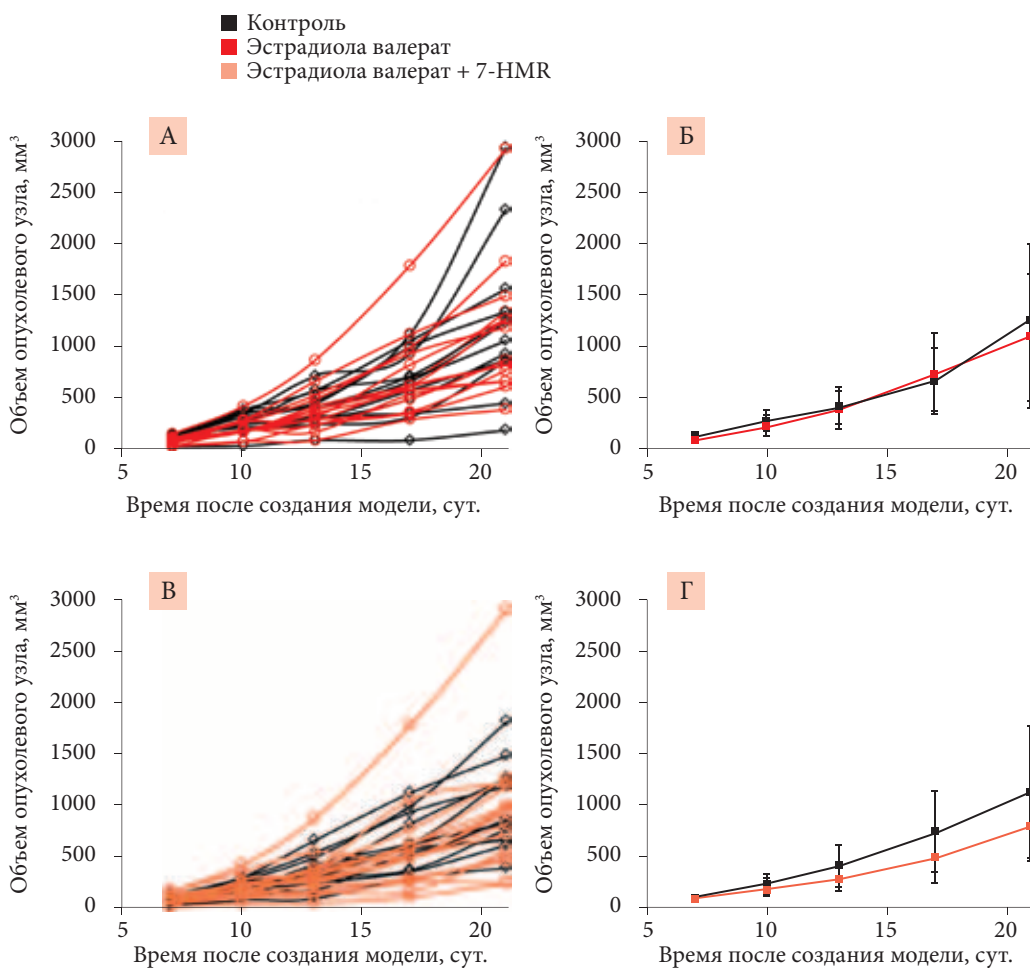 Контроль
Эстрадиола валерат
Эстрадиола валерат + 7-HMR
А
Объем опухолевого узла, мм³
3000
2500
2000
1500
1000
500
0
5 10 15 20
Время после создания модели, сут.
Б
Объем опухолевого узла, мм³
3000
2500
2000
1500
1000
500
0
5 10 15 20
Время после создания модели, сут.
В
Объем опухолевого узла, мм³
3000
2500
2000
1500
1000
500
0
5 10 15 20
Время после создания модели, сут.
Г
Объем опухолевого узла, мм³
3000
2500
2000
1500
1000
500
0
5 10 15 20
Время после создания модели, сут.